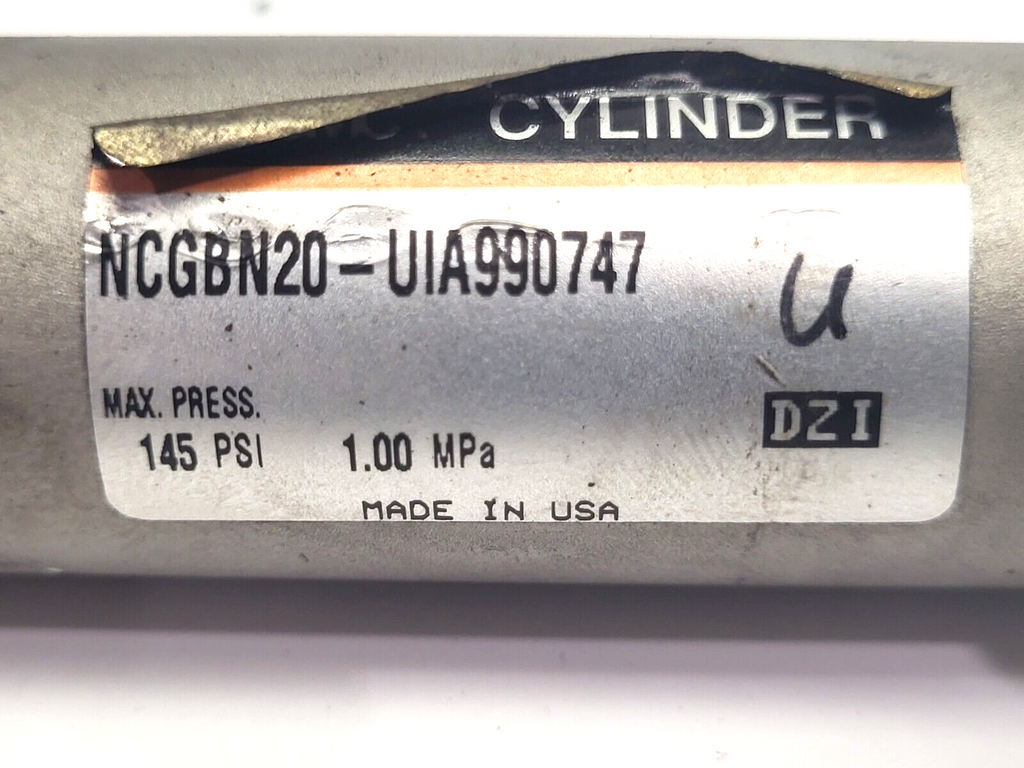 CYLINDER
NCGBN20-UIA990747
U
MAX. PRESS.
145 PSI 1.00 MPa
DZI
MADE IN USA